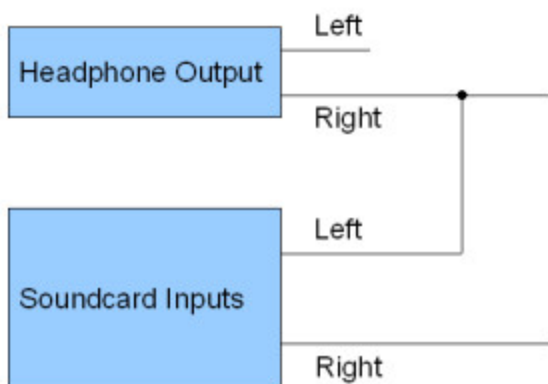 Left
Headphone Output
Right
Left
Soundcard Inputs
Right